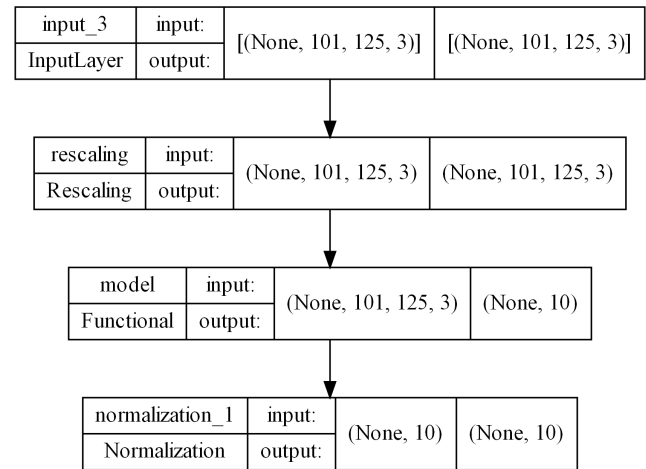 input_3 input: [(None, 101, 125, 3)] [(None, 101, 125, 3)]
InputLayer output:
rescaling input: (None, 101, 125, 3) (None, 101, 125, 3)
Rescaling output:
model input: (None, 101, 125, 3) (None, 10)
Functional output:
normalization_1 input: (None, 10) (None, 10)
Normalization output: